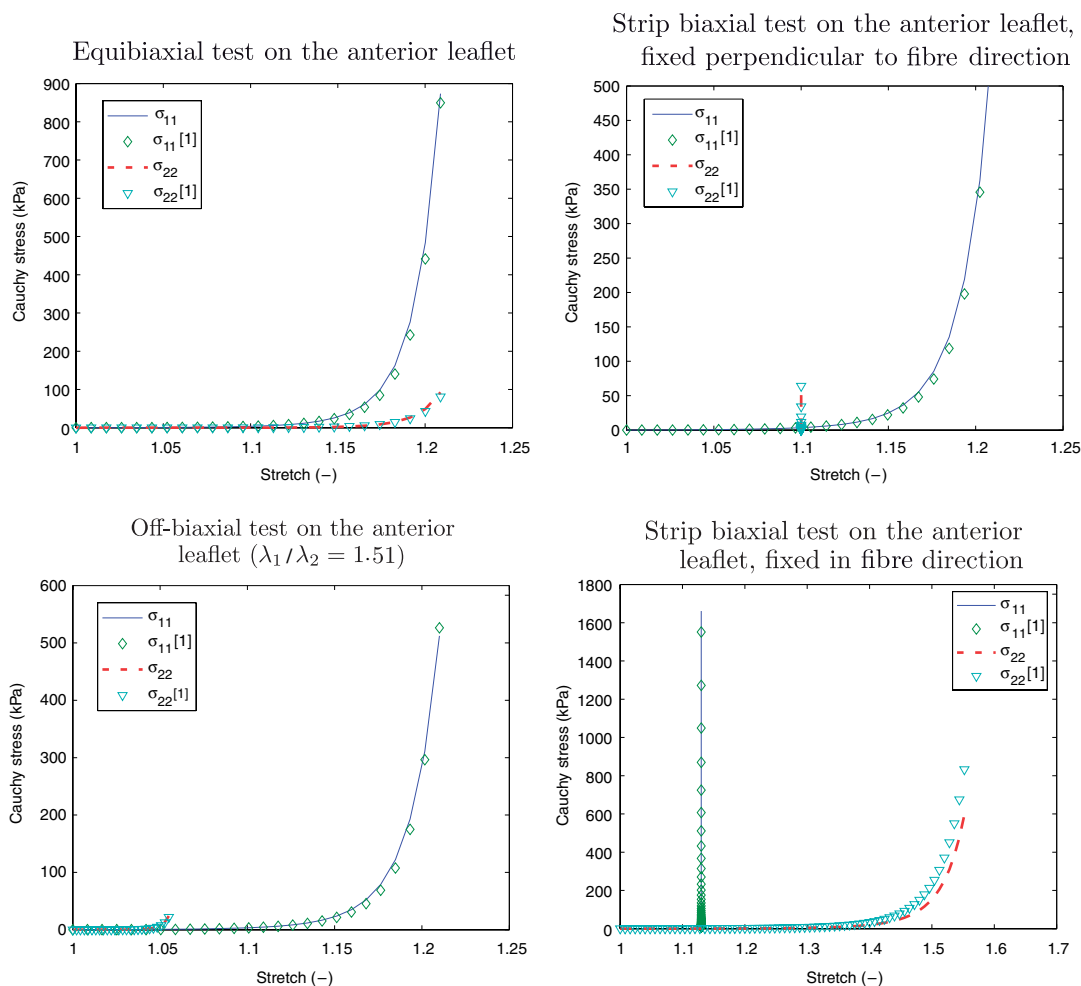 Equibiaxial test on the anterior leaflet
900
800
700
600
500
400
300
200
100
0
Cauchy stress (kPa)
σ11
σ11[1]
σ22
σ22[1]
1 1.05 1.1 1.15 1.2 1.25
Stretch (−)
Strip biaxial test on the anterior leaflet,
fixed perpendicular to fibre direction
500
450
400
350
300
250
200
150
100
50
0
Cauchy stress (kPa)
σ11
σ11[1]
σ22
σ22[1]
1 1.05 1.1 1.15 1.2 1.25
Stretch (−)
Off-biaxial test on the anterior
leaflet (λ1/λ2 = 1·51)
600
500
400
300
200
100
0
Cauchy stress (kPa)
σ11
σ11[1]
σ22
σ22[1]
1 1.05 1.1 1.15 1.2 1.25
Stretch (−)
Strip biaxial test on the anterior
leaflet, fixed in fibre direction
1800
1600
1400
1200
1000
800
600
400
200
0
Cauchy stress (kPa)
σ11
σ11[1]
σ22
σ22[1]
1 1.1 1.2 1.3 1.4 1.5 1.6 1.7
Stretch (−)